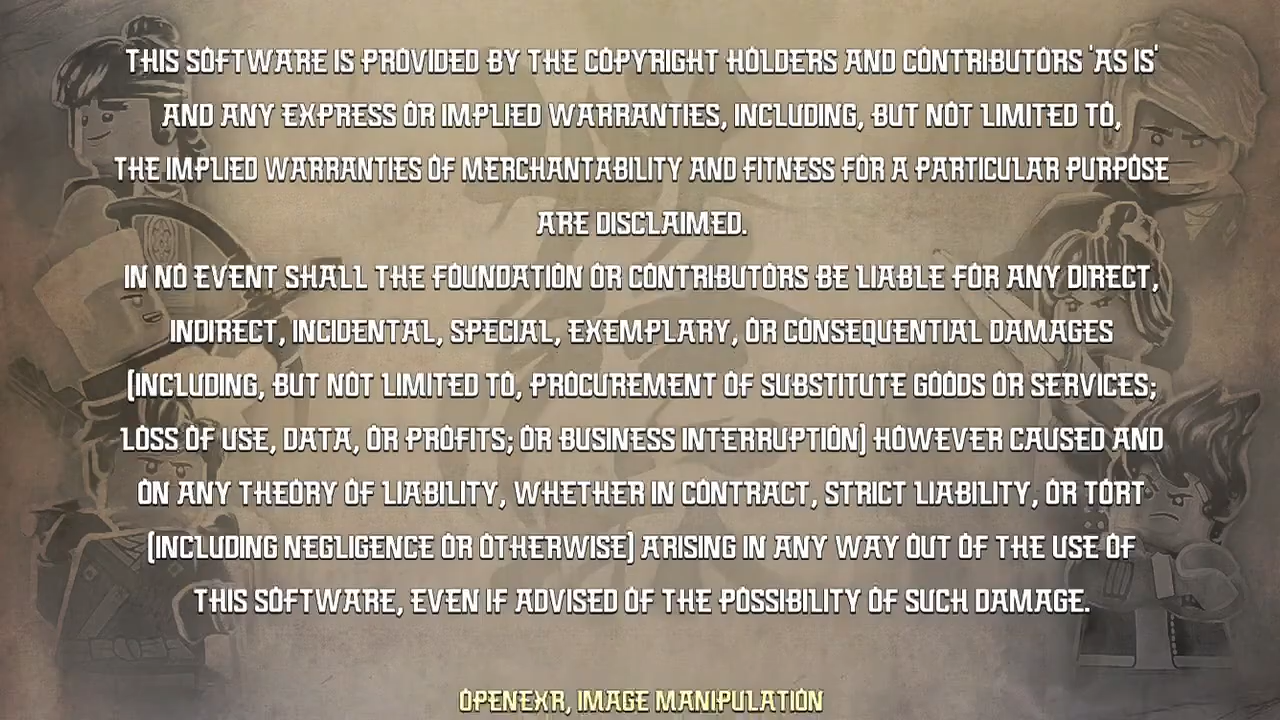 THIS SOFTWARE IS PROVIDED BY THE COPYRIGHT HOLDERS AND CONTRIBUTORS 'AS IS'
AND ANY EXPRESS OR IMPLIED WARRANTIES, INCLUDING, BUT NOT LIMITED TO,
THE IMPLIED WARRANTIES OF MERCHANTABILITY AND FITNESS FOR A PARTICULAR PURPOSE
ARE DISCLAIMED.
IN NO EVENT SHALL THE FOUNDATION OR CONTRIBUTORS BE LIABLE FOR ANY DIRECT,
INDIRECT, INCIDENTAL, SPECIAL, EXEMPLARY, OR CONSEQUENTIAL DAMAGES
(INCLUDING, BUT NOT LIMITED TO, PROCUREMENT OF SUBSTITUTE GOODS OR SERVICES;
LOSS OF USE, DATA, OR PROFITS; OR BUSINESS INTERRUPTION) HOWEVER CAUSED AND
ON ANY THEORY OF LIABILITY, WHETHER IN CONTRACT, STRICT LIABILITY, OR TORT
(INCLUDING NEGLIGENCE OR OTHERWISE) ARISING IN ANY WAY OUT OF THE USE OF
THIS SOFTWARE, EVEN IF ADVISED OF THE POSSIBILITY OF SUCH DAMAGE.
OPENEXR, IMAGE MANIPULATION